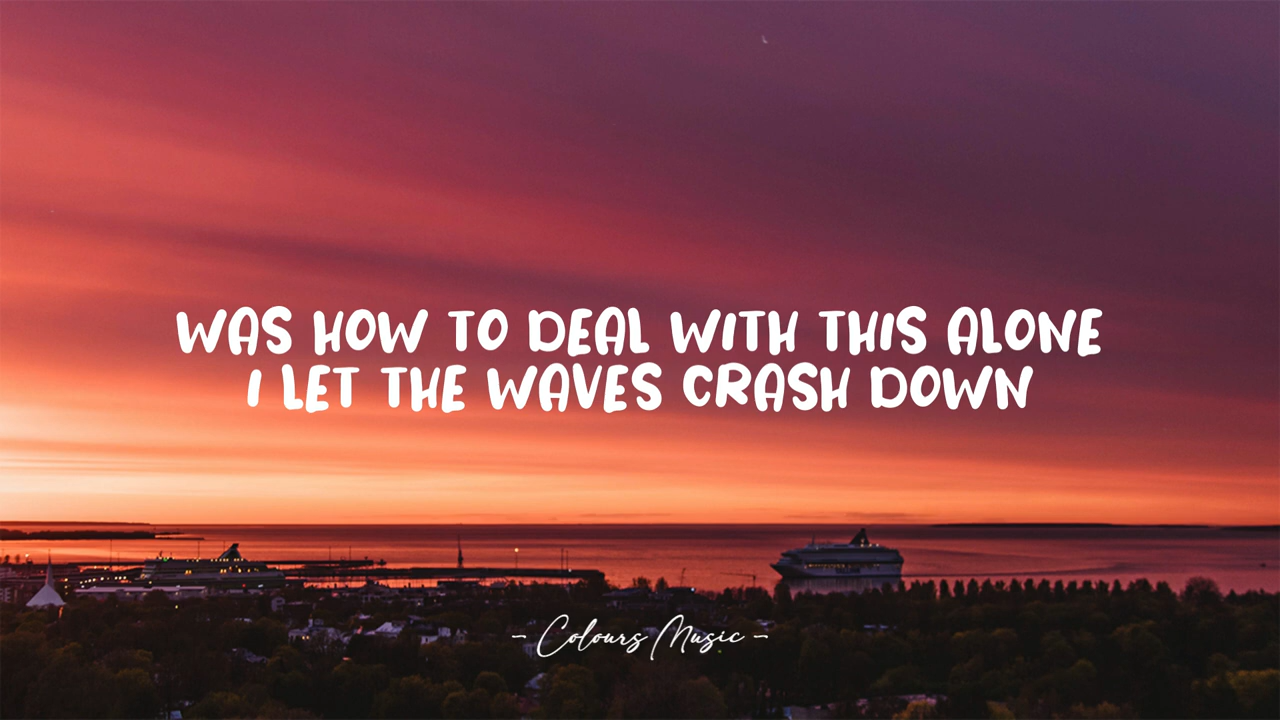 WAS HOW TO DEAL WITH THIS ALONE
I LET THE WAVES CRASH DOWN
- Colours Music -